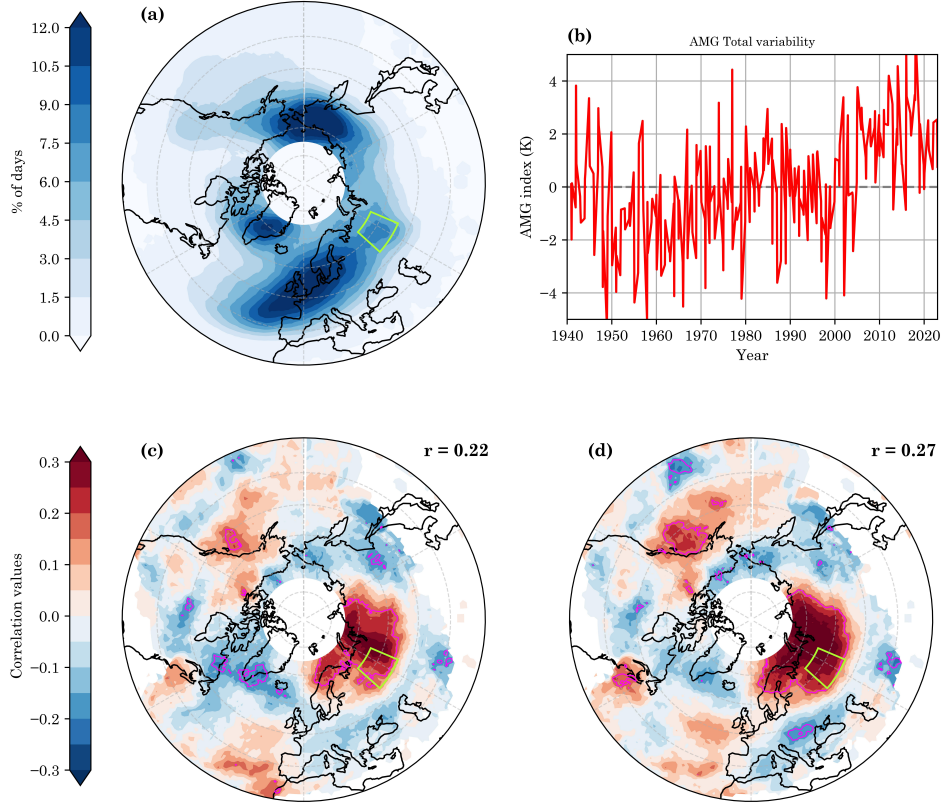 (a)
12.0
10.5
9.0
7.5
6.0
4.5
3.0
1.5
0.0
% of days
(b)
AMG Total variability
4
2
0
−2
−4
AMG index (K)
1940 1950 1960 1970 1980 1990 2000 2010 2020
Year
(c)
r = 0.22
0.3
0.2
0.1
0.0
−0.1
−0.2
−0.3
Correlation values
(d)
r = 0.27